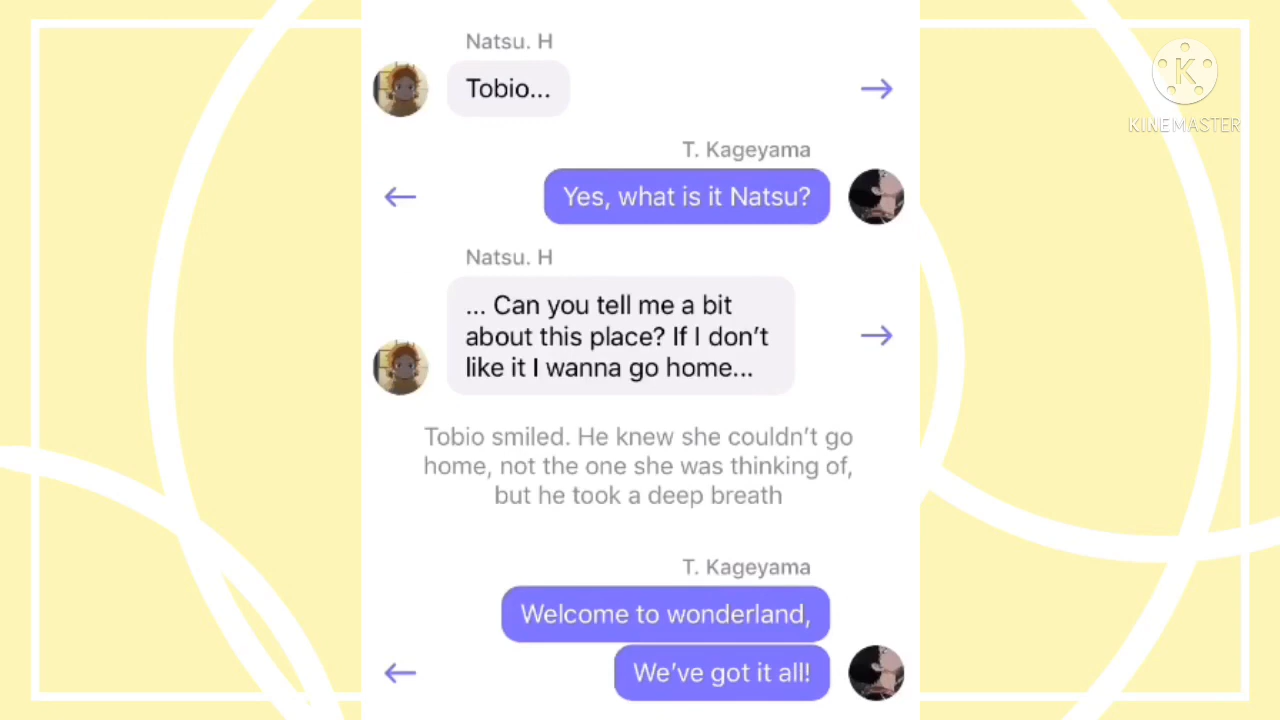 Natsu. H
Tobio...
T. Kageyama
Yes, what is it Natsu?
Natsu. H
... Can you tell me a bit
about this place? If I don’t
like it I wanna go home...
Tobio smiled. He knew she couldn’t go
home, not the one she was thinking of,
but he took a deep breath
T. Kageyama
Welcome to wonderland,
We’ve got it all!
K
KINEMASTER